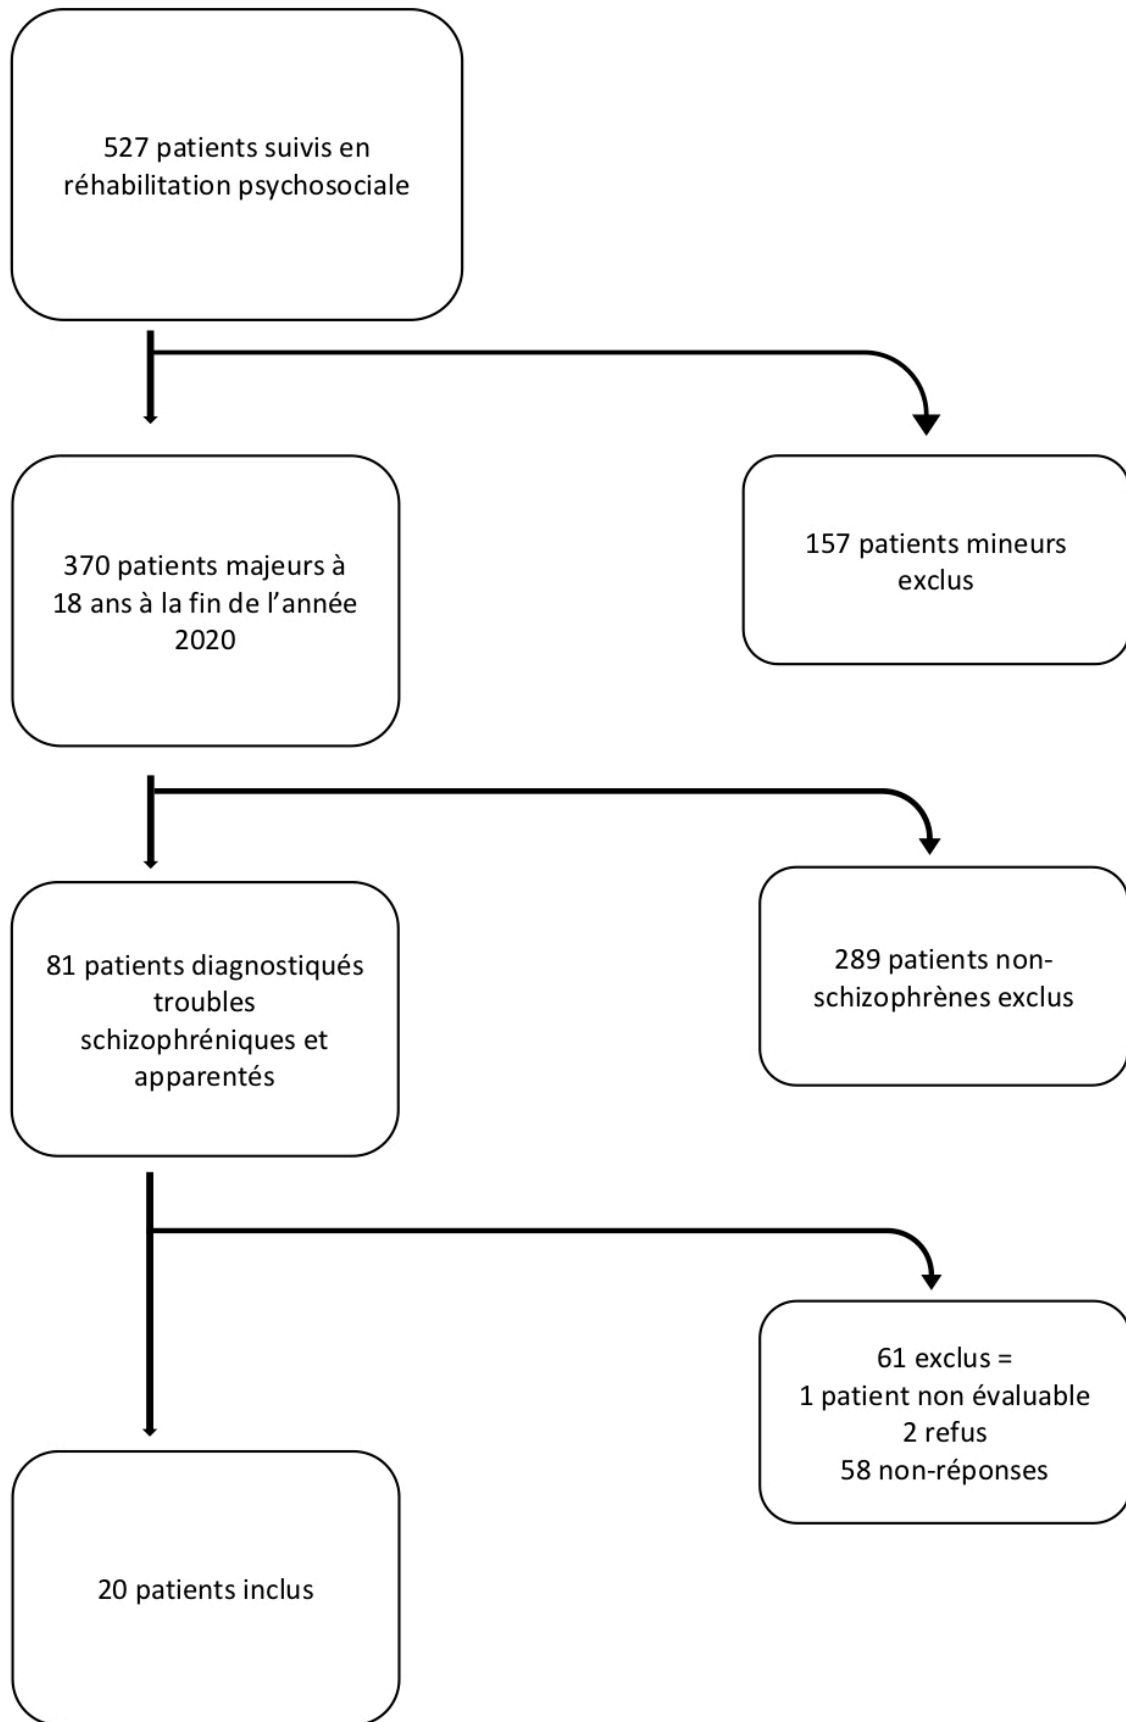 527 patients suivis en
réhabilitation psychosociale
370 patients majeurs à
18 ans à la fin de l’année
2020
157 patients mineurs
exclus
81 patients diagnostiqués
troubles
schizophréniques et
apparentés
289 patients non-
schizophrènes exclus
61 exclus =
1 patient non évaluable
2 refus
58 non-réponses
20 patients inclus